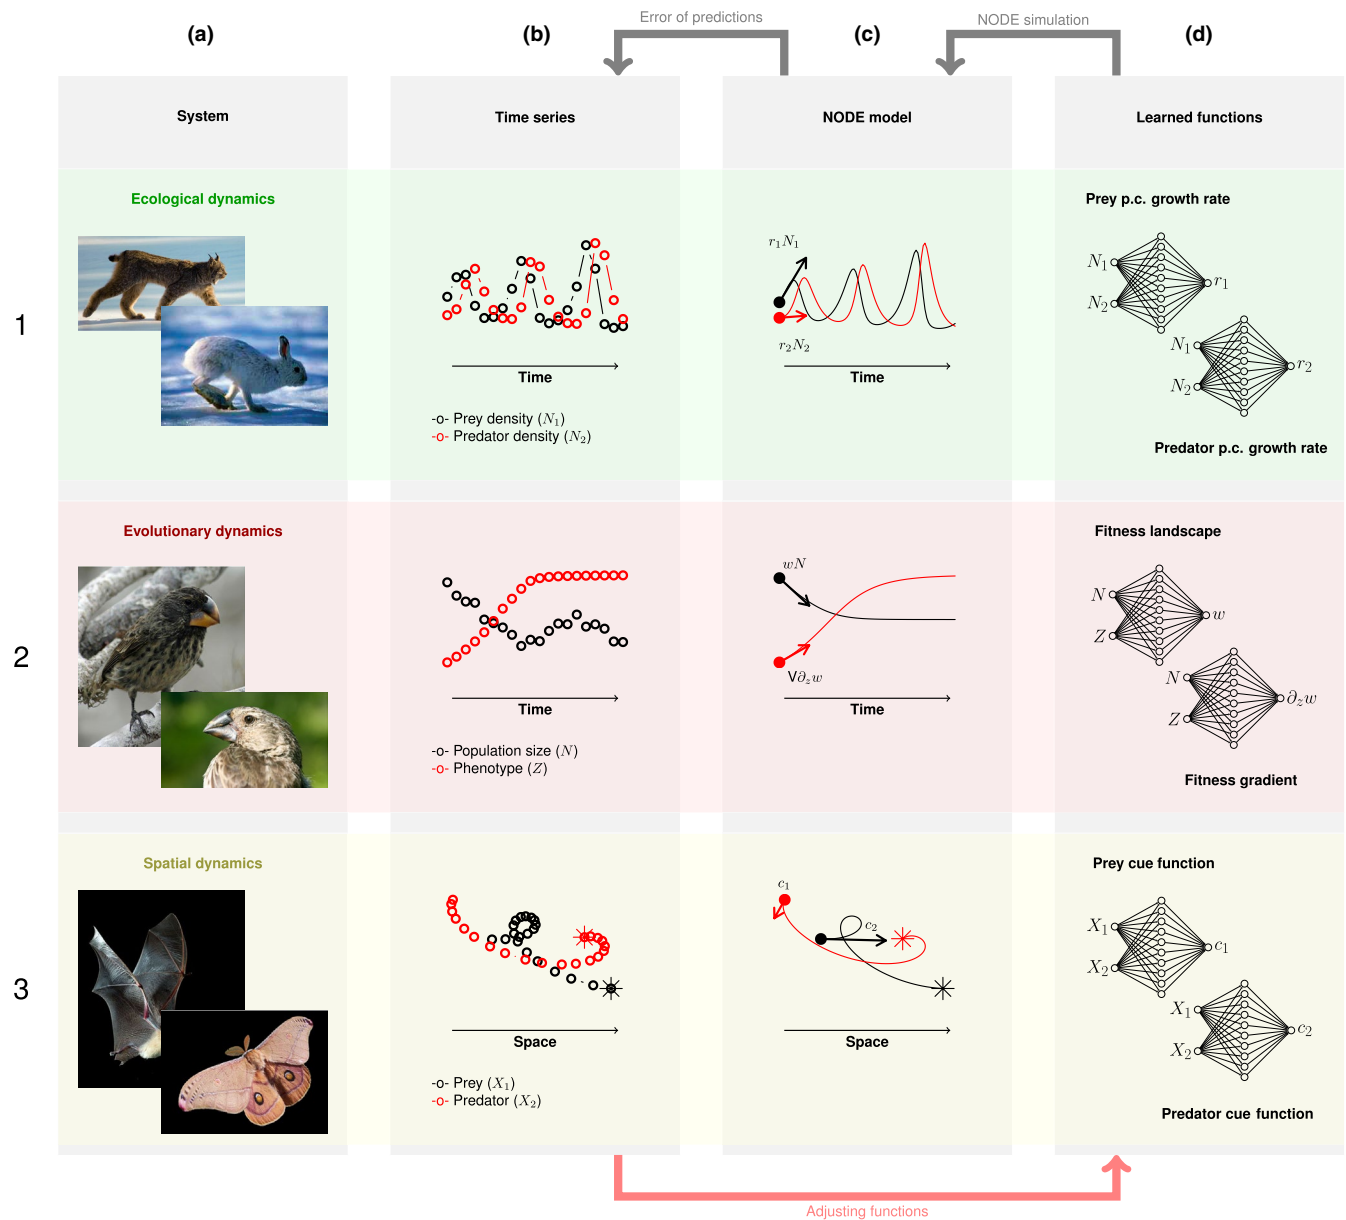 Error of predictions
NODE simulation
(a)
(b)
(c)
(d)
System
Time series
NODE model
Learned functions
1
Ecological dynamics
Time
-o- Prey density (N₁)
-o- Predator density (N₂)
r₁N₁
r₂N₂
Time
Prey p.c. growth rate
N₁
N₂
r₁
N₁
N₂
r₂
Predator p.c. growth rate
2
Evolutionary dynamics
Time
-o- Population size (N)
-o- Phenotype (Z)
wN
V∂zw
Time
Fitness landscape
N
Z
w
N
Z
∂zw
Fitness gradient
3
Spatial dynamics
Space
-o- Prey (X₁)
-o- Predator (X₂)
c₁
c₂
Space
Prey cue function
X₁
X₂
c₁
X₁
X₂
c₂
Predator cue function
Adjusting functions